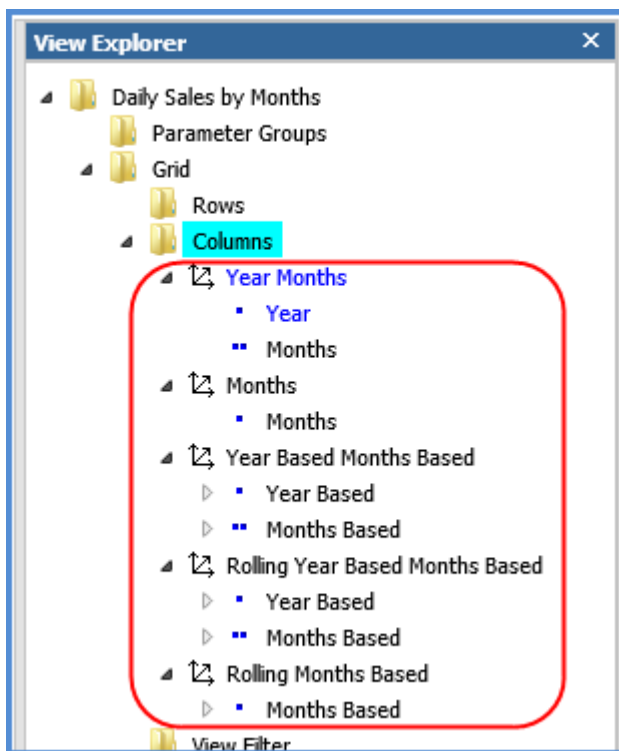 View Explorer
Daily Sales by Months
Parameter Groups
Grid
Rows
Columns
Year Months
Year
Months
Months
Months
Year Based Months Based
Year Based
Months Based
Rolling Year Based Months Based
Year Based
Months Based
Rolling Months Based
Months Based
View Filter